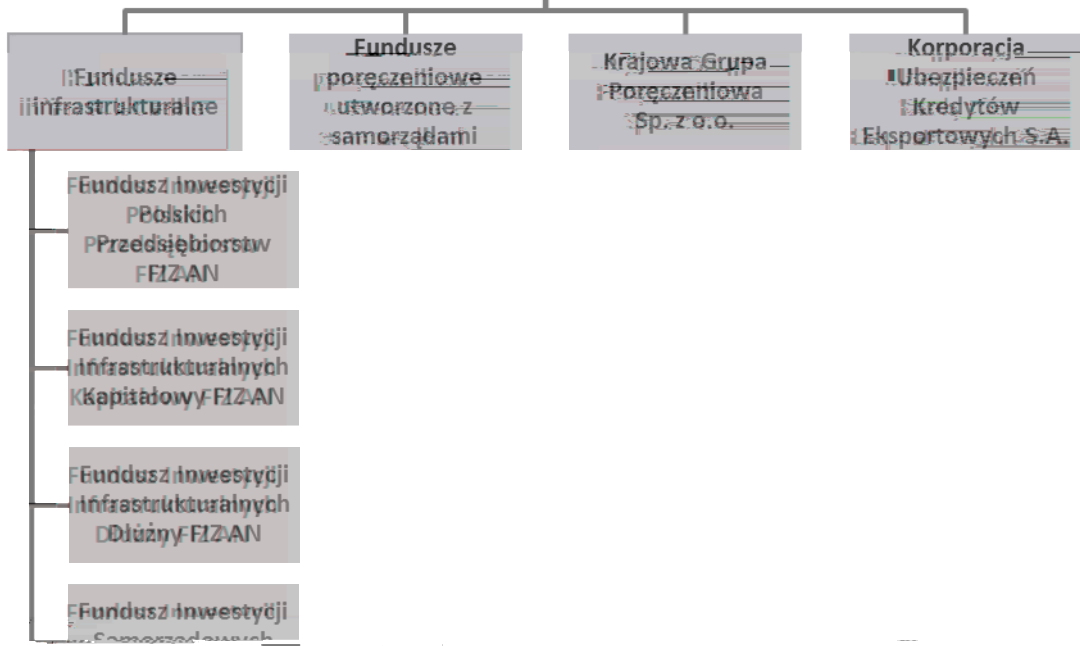 Fundusze
infrastrukturalne
Fundusze
poręczeniowe
utworzone z
samorządami
Krajowa Grupa
Poręczeniowa
Sp. z o.o.
Korporacja
Ubezpieczeń
Kredytów
Eksportowych S.A.
Fundusz Inwestycji
Polskich
Przedsiębiorstw
FIZ AN
Fundusz Inwestycji
Infrastrukturalnych
Kapitałowy FIZ AN
Fundusz Inwestycji
Infrastrukturalnych
Dłużny FIZ AN
Fundusz Inwestycji
Samorządowych